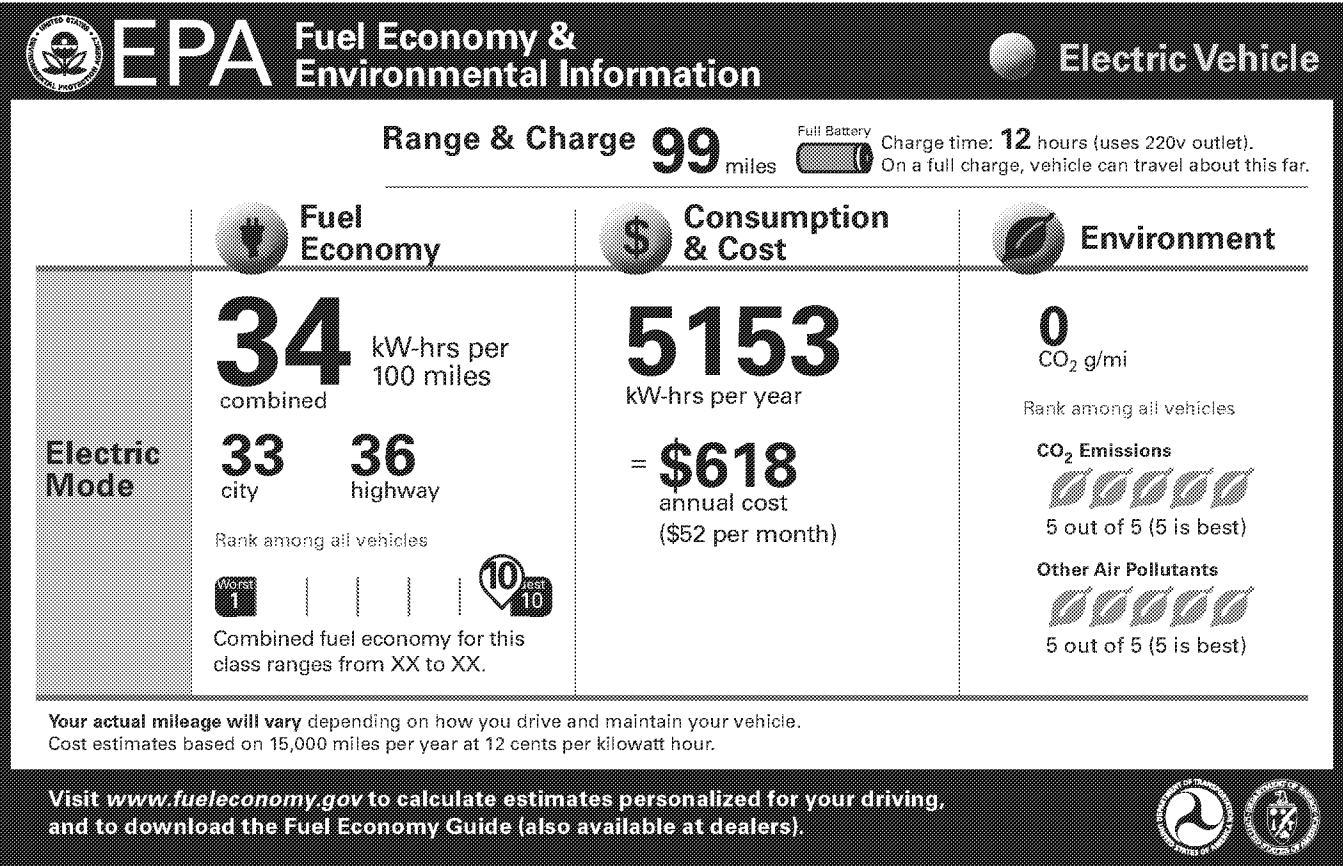 EPA
Fuel Economy &
Environmental Information
Electric Vehicle
Range & Charge 99 miles
Full Battery
Charge time: 12 hours (uses 220v outlet).
On a full charge, vehicle can travel about this far.
Fuel
Economy
$
Consumption
& Cost
Environment
Electric
Mode
34
combined
kW-hrs per
100 miles
33
city
36
highway
Rank among all vehicles
Worst
1
10
10
Combined fuel economy for this
class ranges from XX to XX.
5153
kW-hrs per year
= $618
annual cost
($52 per month)
0
CO₂ g/mi
Rank among all vehicles
CO₂ Emissions
5 out of 5 (5 is best)
Other Air Pollutants
5 out of 5 (5 is best)
Your actual mileage will vary depending on how you drive and maintain your vehicle.
Cost estimates based on 15,000 miles per year at 12 cents per kilowatt hour.
Visit www.fueleconomy.gov to calculate estimates personalized for your driving,
and to download the Fuel Economy Guide (also available at dealers).